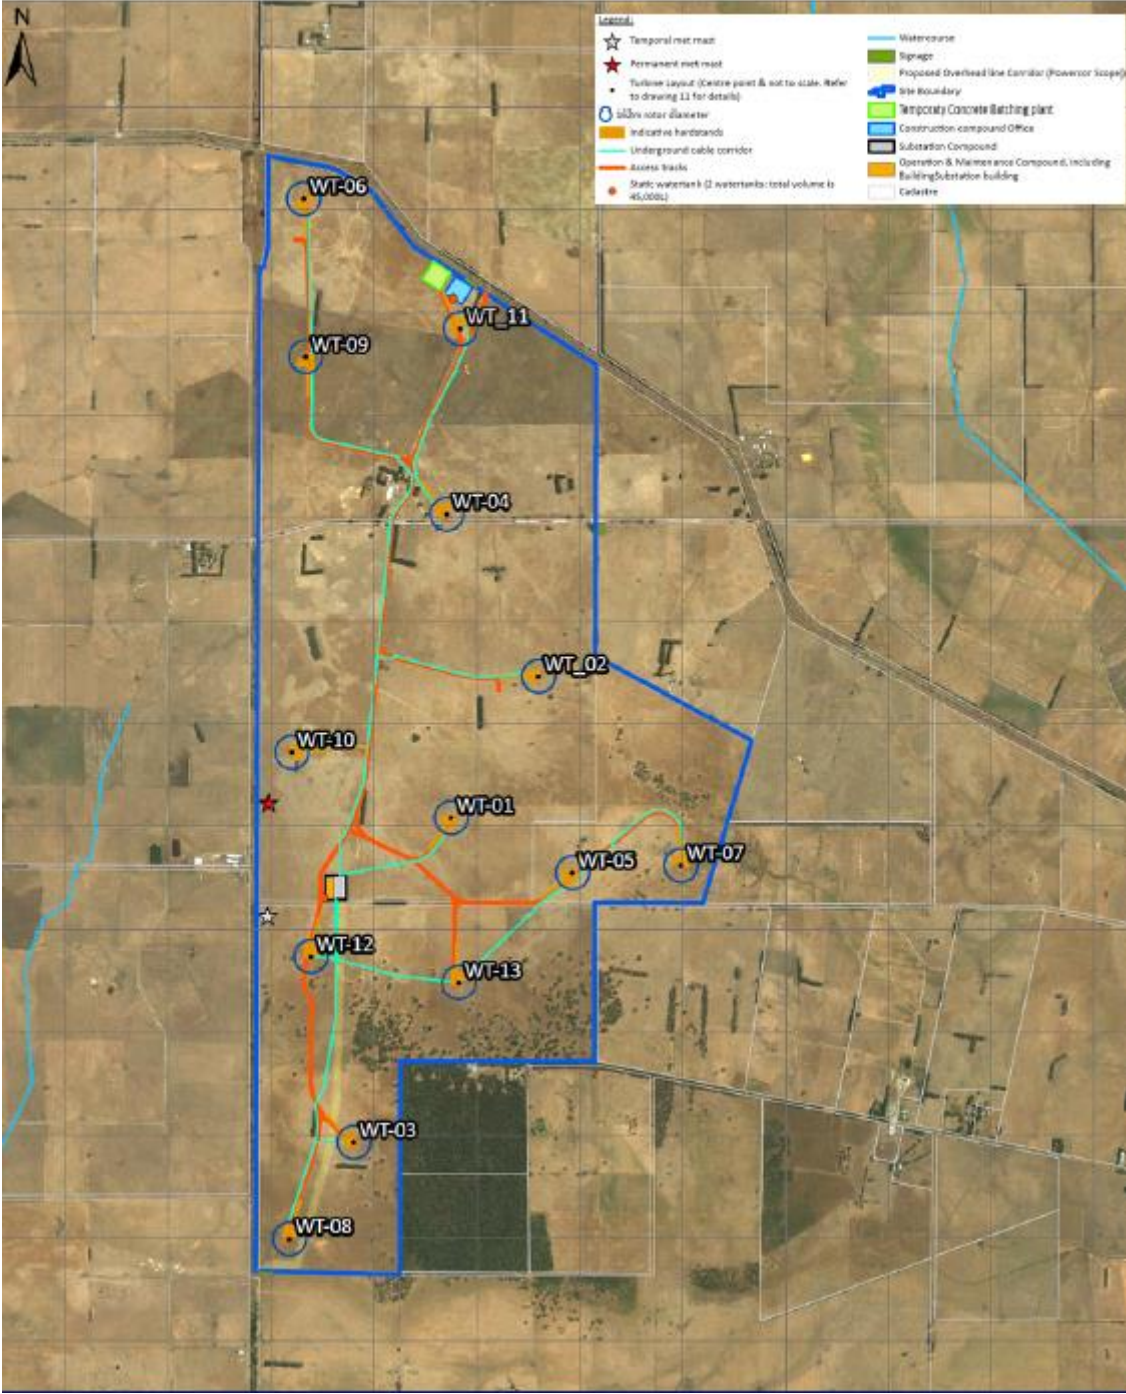 N
Legend:
Temporal met mast
Permanent met mast
Turbine Layout (Centre point & not to scale. Refer
to drawing 11 for details)
rotor diameter
Indicative hardstands
Underground cable corridor
Access tracks
Static watertank (2 watertanks: total volume is
45,000L)
Watercourse
Signage
Proposed Overhead line Corridor (Powercor Scope)
Site Boundary
Temporary Concrete Batching plant
Construction compound Office
Substation Compound
Operation & Maintenance Compound, including
BuildingSubstation building
Cadastre
WT-06
WT_11
WT-09
WT-04
WT_02
WT-10
WT-01
WT-05
WT-07
WT-12
WT-13
WT-03
WT-08